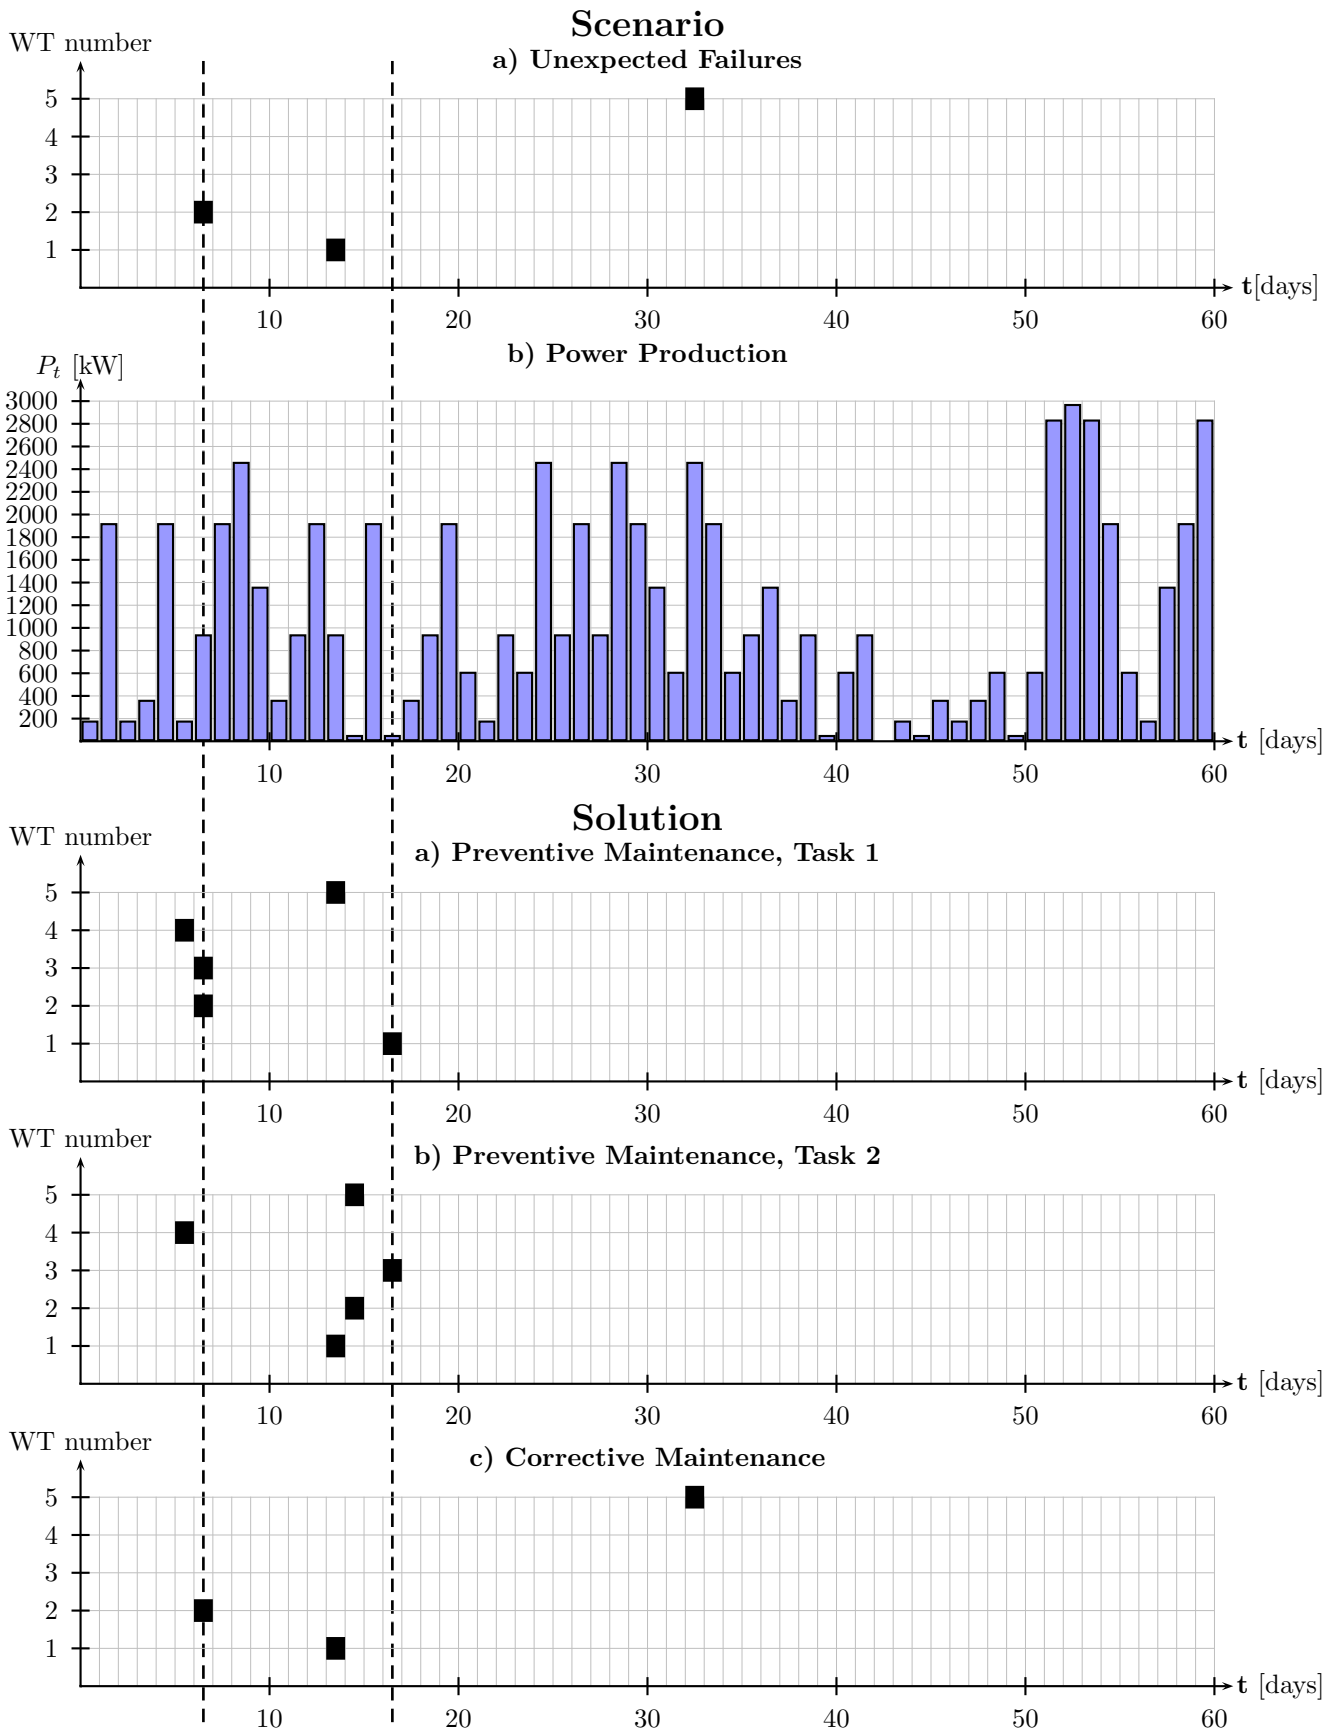 Scenario
WT number
a) Unexpected Failures
5
4
3
2
1
t[days]
10 20 30 40 50 60
b) Power Production
P_t [kW]
3000
2800
2600
2400
2200
2000
1800
1600
1400
1200
1000
800
600
400
200
t [days]
10 20 30 40 50 60
Solution
WT number
a) Preventive Maintenance, Task 1
5
4
3
2
1
t [days]
10 20 30 40 50 60
WT number
b) Preventive Maintenance, Task 2
5
4
3
2
1
t [days]
10 20 30 40 50 60
WT number
c) Corrective Maintenance
5
4
3
2
1
t [days]
10 20 30 40 50 60